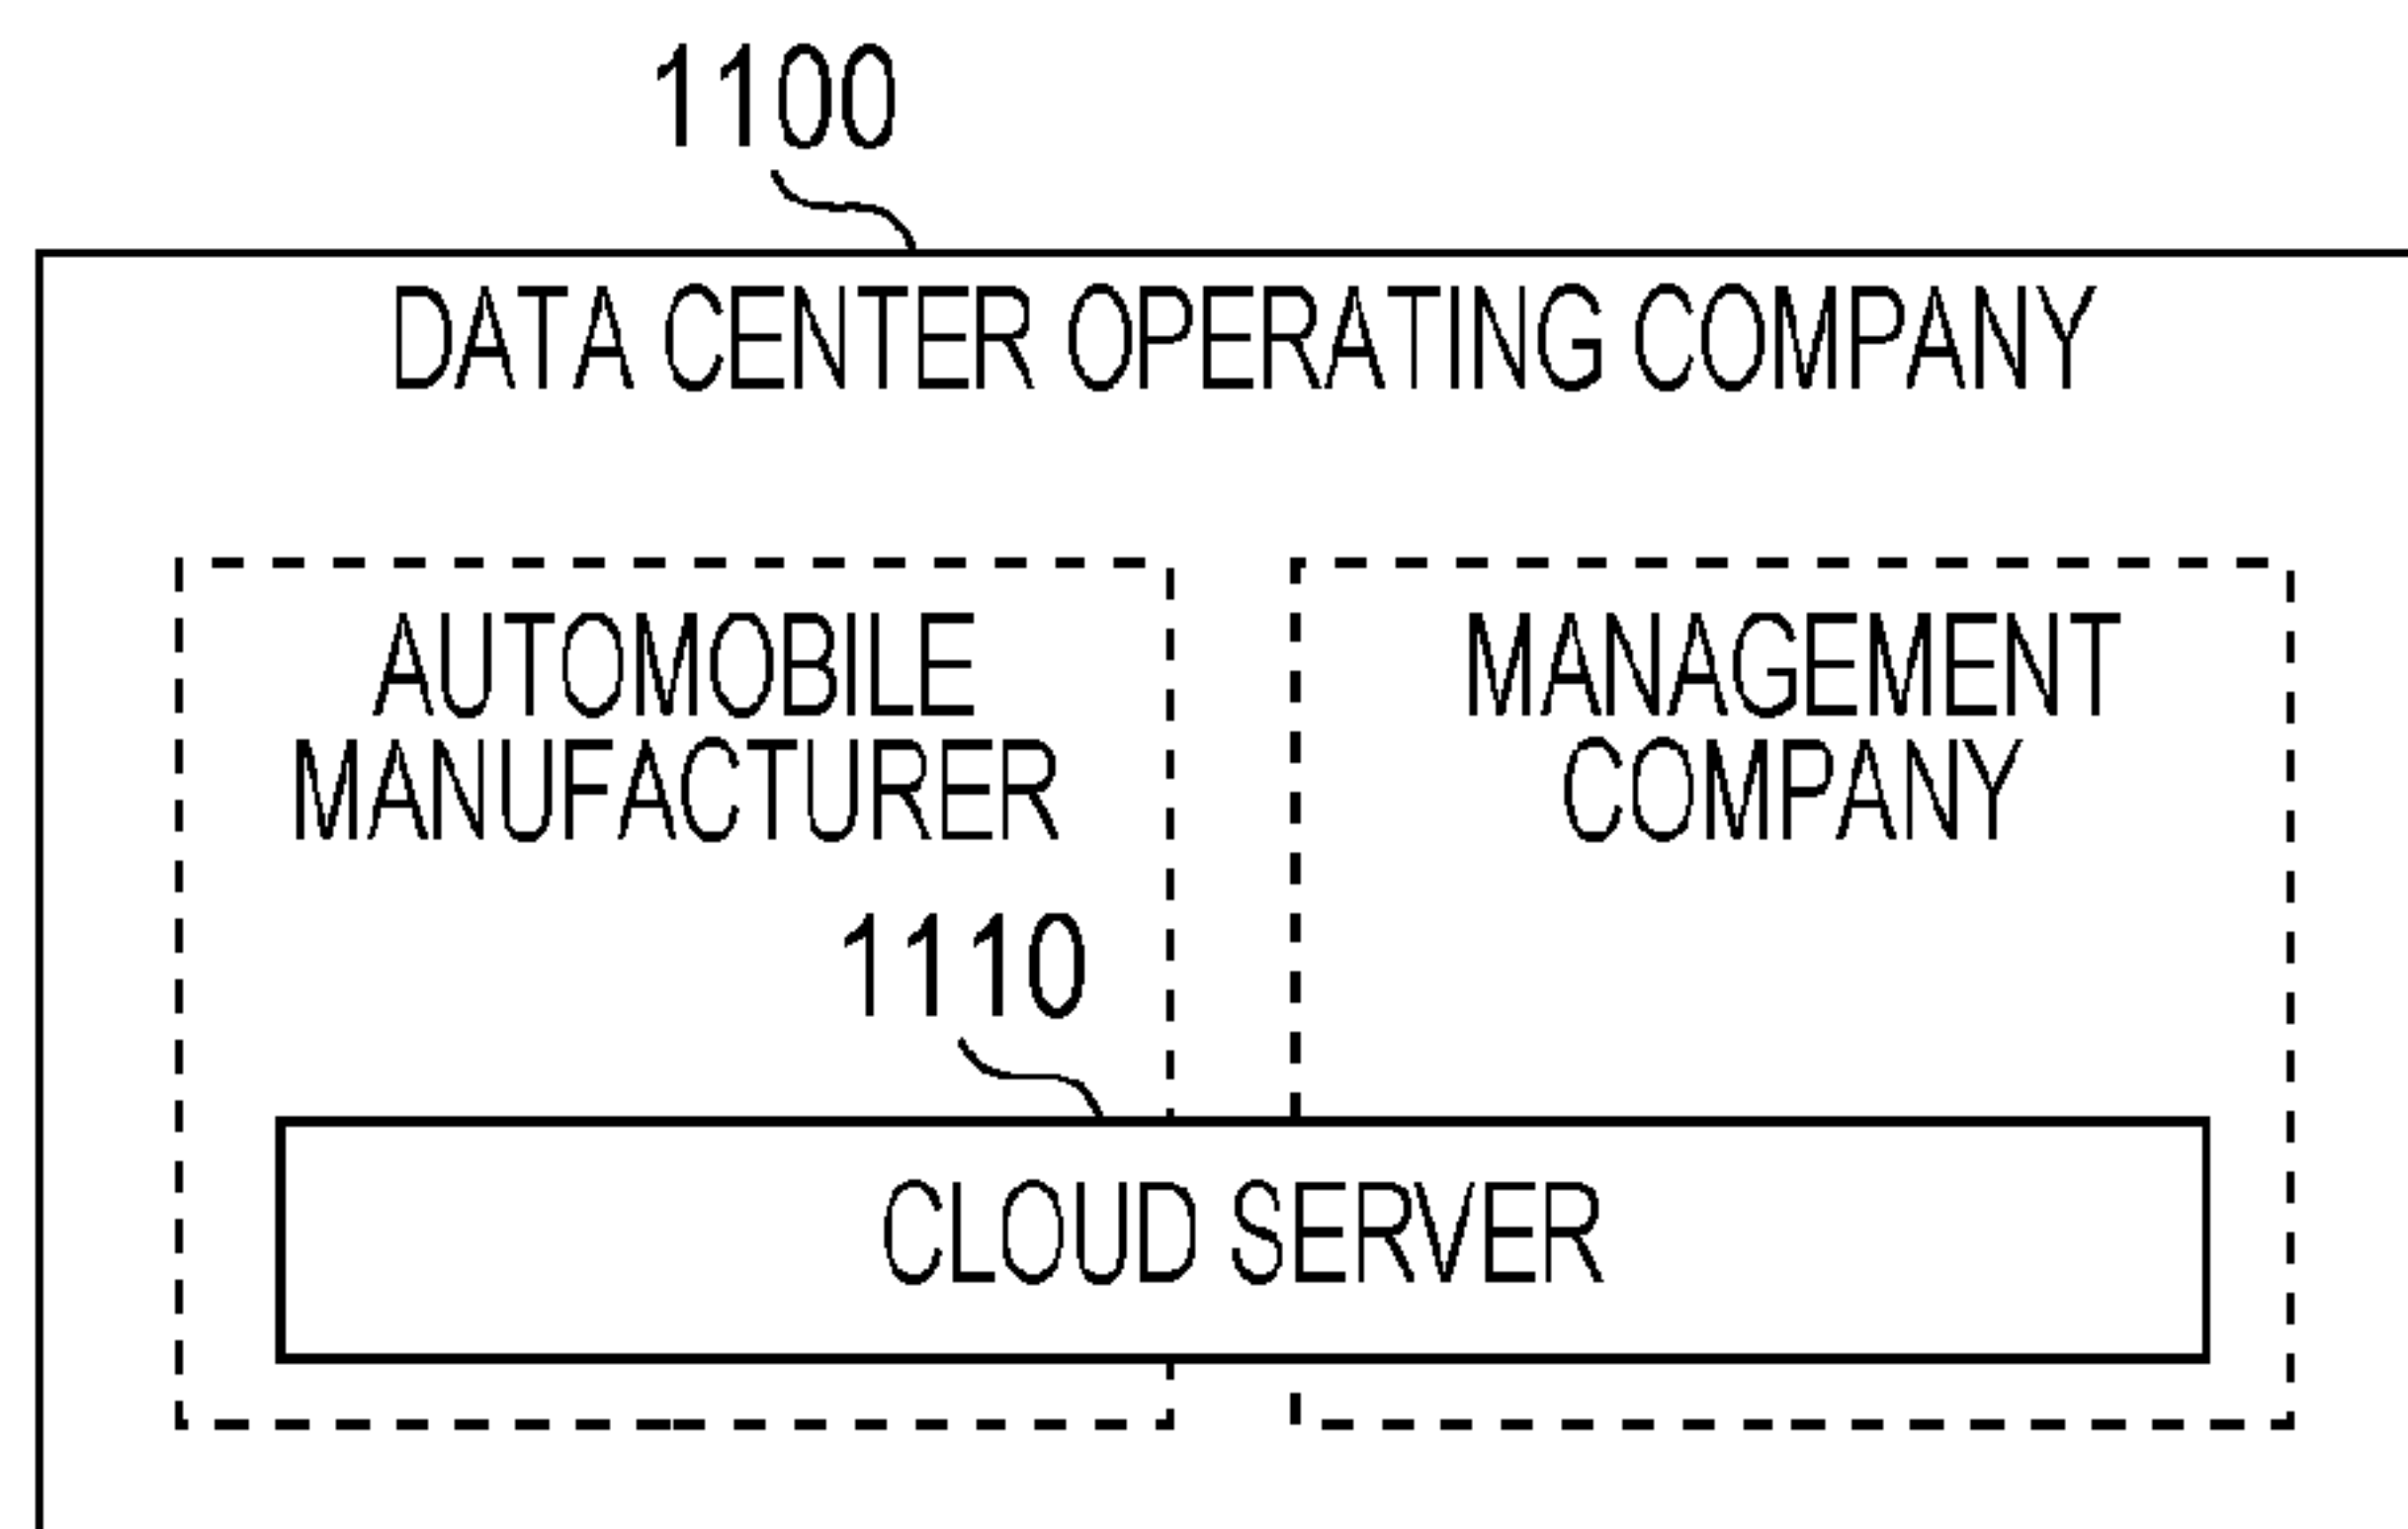 1100
DATA CENTER OPERATING COMPANY
AUTOMOBILE
MANUFACTURER
MANAGEMENT
COMPANY
1110
CLOUD SERVER